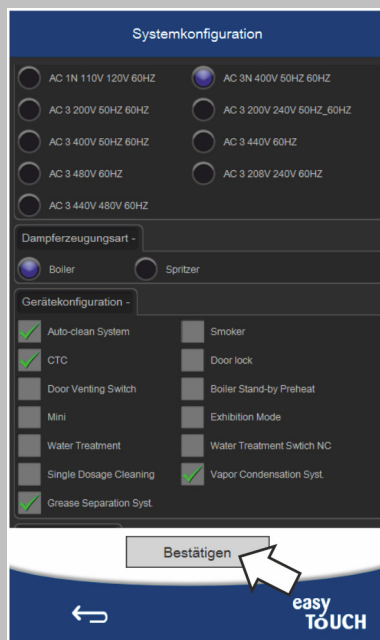 Systemkonfiguration
AC 1N 110V 120V 60HZ
AC 3N 400V 50HZ 60HZ
AC 3 200V 50HZ 60HZ
AC 3 200V 240V 50HZ_60HZ
AC 3 400V 50HZ 60HZ
AC 3 440V 60HZ
AC 3 480V 60HZ
AC 3 208V 240V 60HZ
AC 3 440V 480V 60HZ
Dampferzeugungsart -
Boiler
Spritzer
Gerätekonfiguration -
Auto-clean System
Smoker
CTC
Door lock
Door Venting Switch
Boiler Stand-by Preheat
Mini
Exhibition Mode
Water Treatment
Water Treatment Swtich NC
Single Dosage Cleaning
Vapor Condensation Syst.
Grease Separation Syst.
Bestätigen
easy
ToUCH